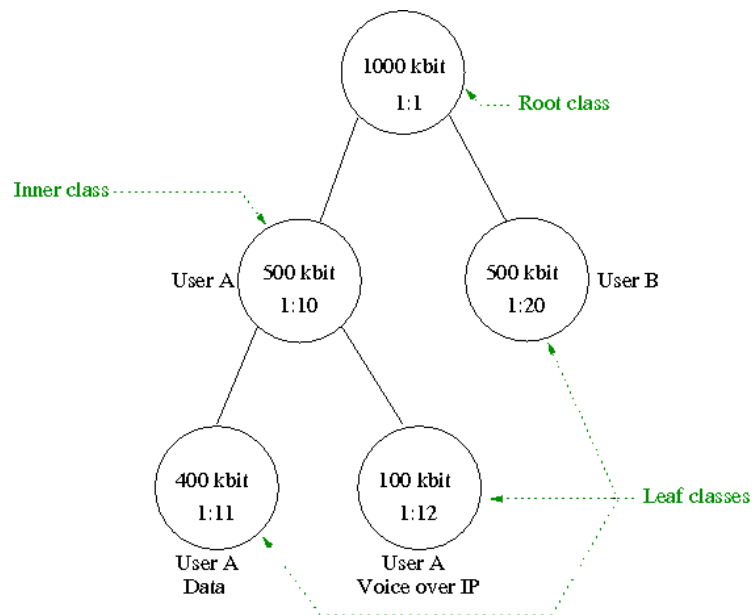 1000 kbit
1:1
Root class
Inner class
User A
500 kbit
1:10
500 kbit
1:20
User B
400 kbit
1:11
100 kbit
1:12
Leaf classes
User A
Data
User A
Voice over IP